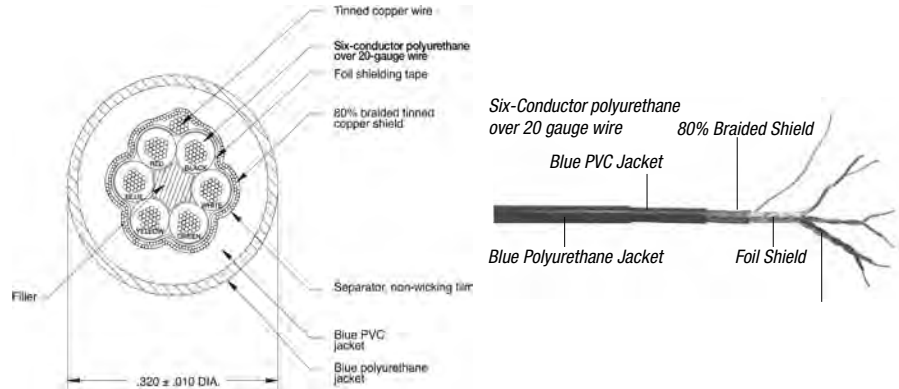 Tinned copper wire
Six-conductor polyurethane
over 20-gauge wire
Foil shielding tape
80% braided tinned
copper shield
RED
BLACK
BLUE
WHITE
YELLOW
GREEN
Filler
Separator, non-wicking film
Blue PVC
jacket
Blue polyurethane
jacket
.320 ± .010 DIA.
Six-Conductor polyurethane
over 20 gauge wire
80% Braided Shield
Blue PVC Jacket
Blue Polyurethane Jacket
Foil Shield